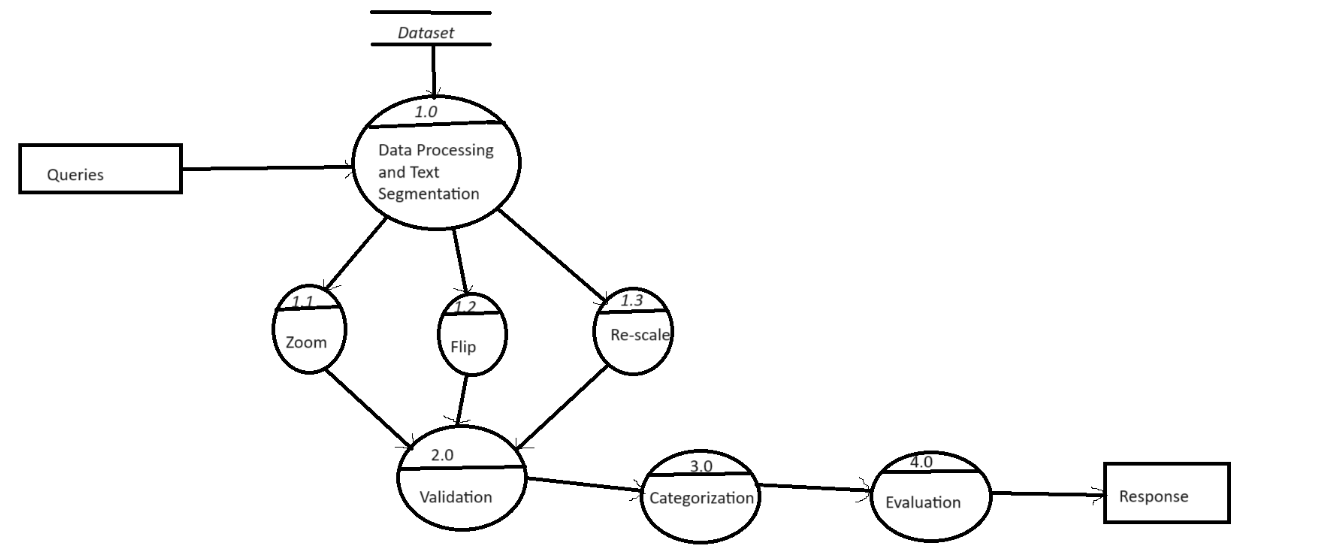 Dataset
1.0
Data Processing
and Text
Segmentation
Queries
1.1
Zoom
1.2
Flip
1.3
Re-scale
2.0
Validation
3.0
Categorization
4.0
Evaluation
Response